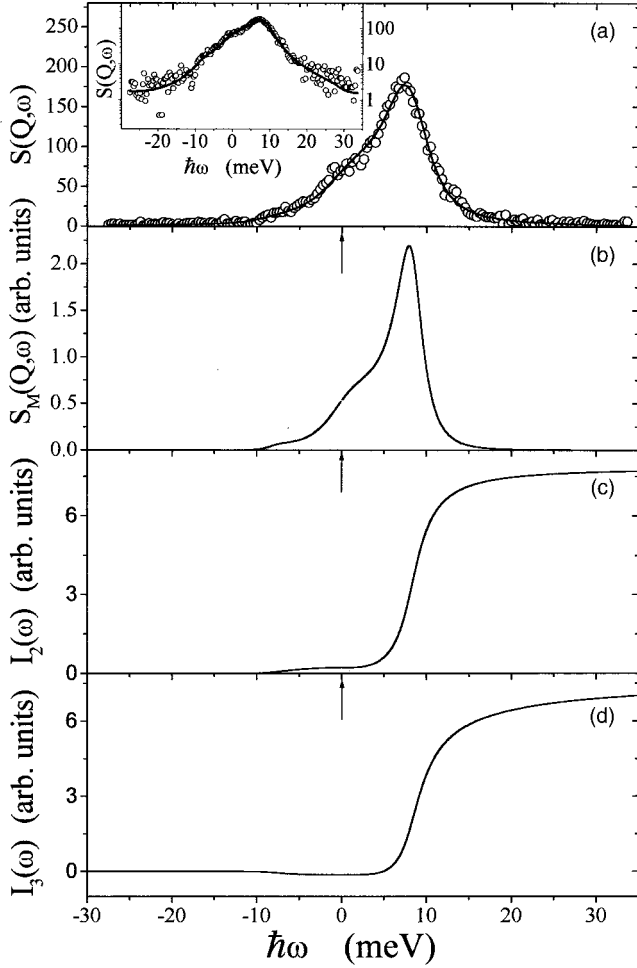 S(Q,ω)
100
10
1
-20 -10 0 10 20 30
ħω (meV)
(a)
250
200
150
100
50
0
S(Q,ω)
(b)
2.0
1.5
1.0
0.5
0.0
S_M(Q,ω) (arb. units)
(c)
6
3
0
I_2(ω) (arb. units)
(d)
6
3
0
I_3(ω) (arb. units)
-30 -20 -10 0 10 20 30
ħω (meV)